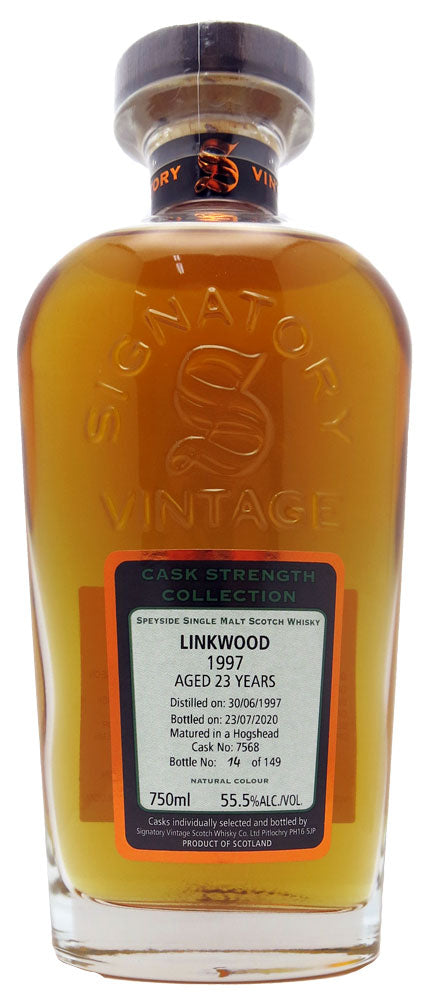 ORY S VIN
SIGNATORY
S
VINTAGE
CASK STRENGTH
COLLECTION
SPEYSIDE SINGLE MALT SCOTCH WHISKY
LINKWOOD
1997
AGED 23 YEARS
Distilled on: 30/06/1997
Bottled on: 23/07/2020
Matured in a Hogshead
Cask No: 7568
Bottle No: 14 of 149
NATURAL COLOUR
750ml 55.5%ALC./VOL.
Casks individually selected and bottled by
Signatory Vintage Scotch Whisky Co. Ltd Pitlochry PH16 5JP
PRODUCT OF SCOTLAND